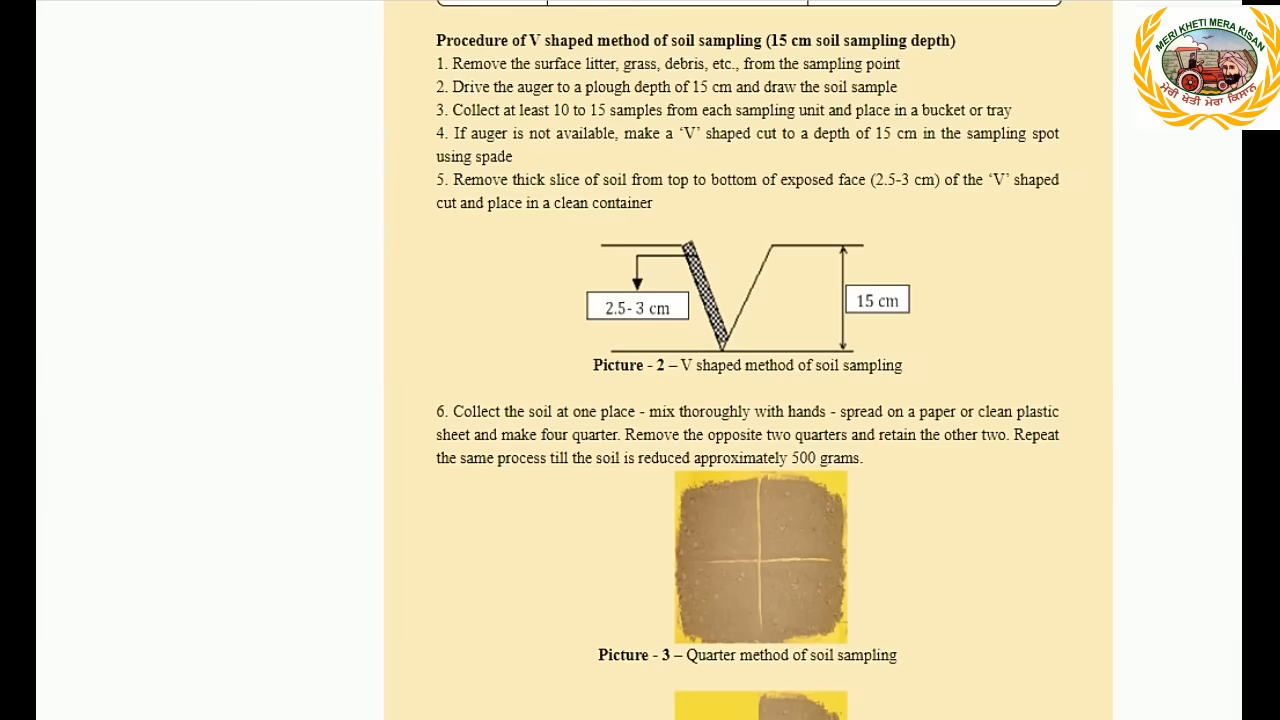 MERI KHETI MERA KISAN
ਮੇਰੀ ਖੇਤੀ ਮੇਰਾ ਕਿਸਾਨ
Procedure of V shaped method of soil sampling (15 cm soil sampling depth)
1. Remove the surface litter, grass, debris, etc., from the sampling point
2. Drive the auger to a plough depth of 15 cm and draw the soil sample
3. Collect at least 10 to 15 samples from each sampling unit and place in a bucket or tray
4. If auger is not available, make a ‘V’ shaped cut to a depth of 15 cm in the sampling spot
using spade
5. Remove thick slice of soil from top to bottom of exposed face (2.5-3 cm) of the ‘V’ shaped
cut and place in a clean container
2.5- 3 cm
15 cm
Picture - 2 – V shaped method of soil sampling
6. Collect the soil at one place - mix thoroughly with hands - spread on a paper or clean plastic
sheet and make four quarter. Remove the opposite two quarters and retain the other two. Repeat
the same process till the soil is reduced approximately 500 grams.
Picture - 3 – Quarter method of soil sampling